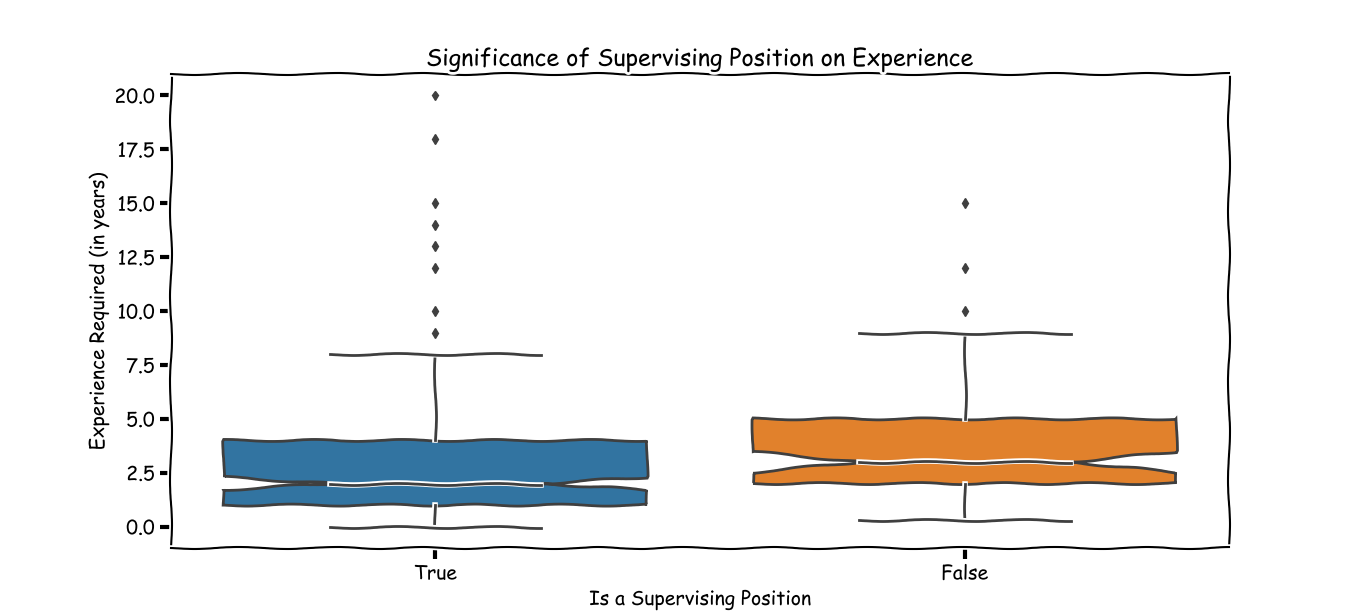 Significance of Supervising Position on Experience
20.0
17.5
15.0
12.5
10.0
7.5
5.0
2.5
0.0
Experience Required (in years)
True
False
Is a Supervising Position